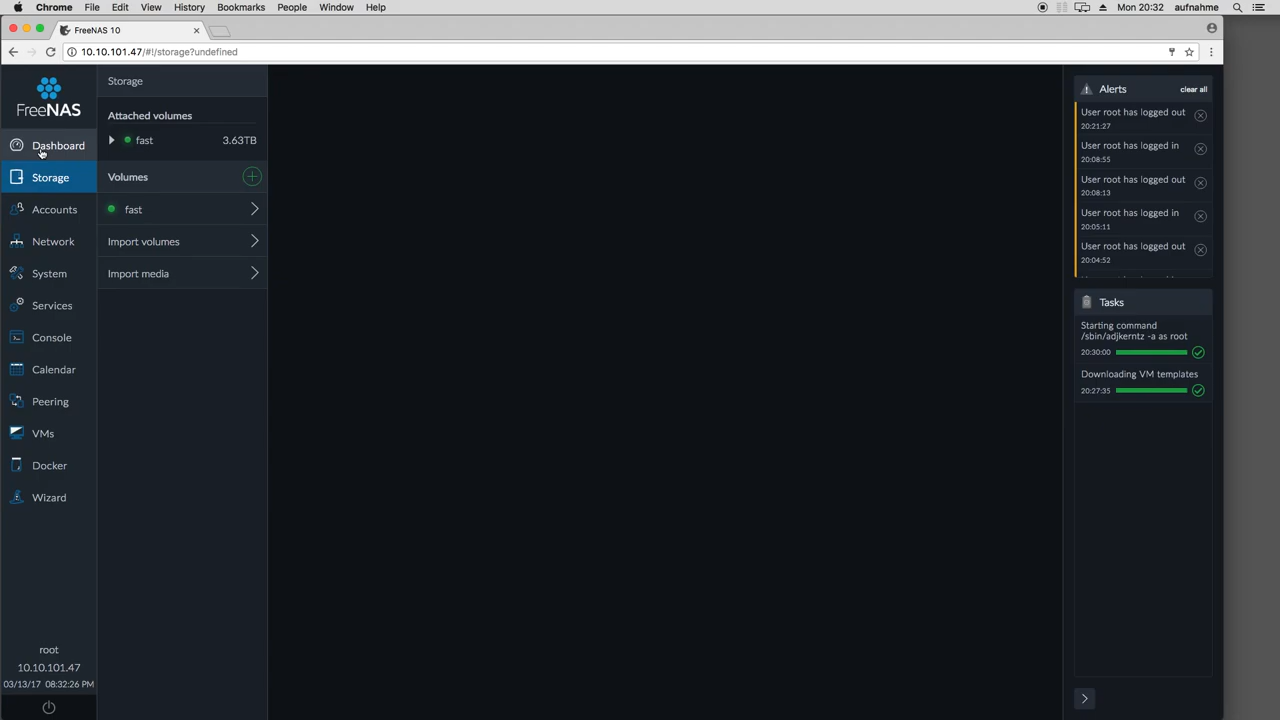 Chrome File Edit View History Bookmarks People Window Help Mon 20:32 aufnahme
FreeNAS 10
10.10.101.47/#!/storage?undefined
FreeNAS
Dashboard
Storage
Accounts
Network
System
Services
Console
Calendar
Peering
VMs
Docker
Wizard
root
10.10.101.47
03/13/17 08:32:26 PM
Storage
Attached volumes
fast 3.63TB
Volumes
fast
Import volumes
Import media
Alerts clear all
User root has logged out
20:21:27
User root has logged in
20:08:55
User root has logged out
20:08:13
User root has logged in
20:05:11
User root has logged out
20:04:52
Tasks
Starting command
/sbin/adjkerntz -a as root
20:30:00
Downloading VM templates
20:27:35